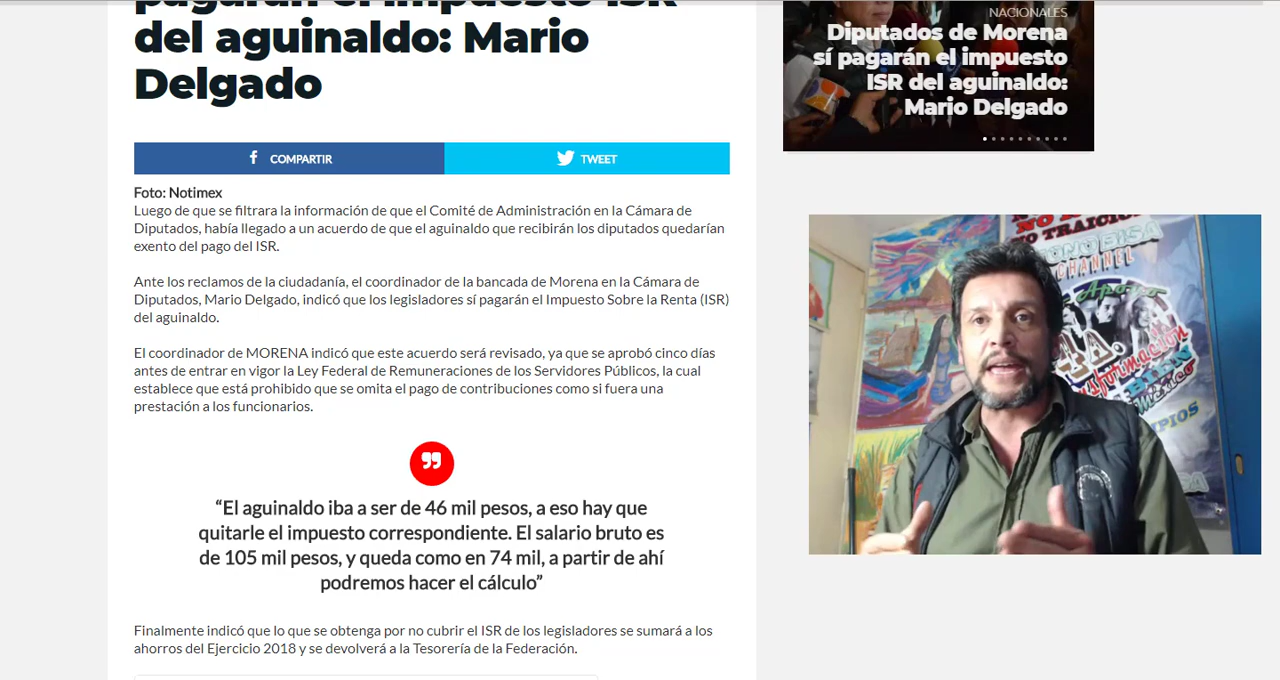 pagarán el impuesto ISR
del aguinaldo: Mario
Delgado
COMPARTIR
TWEET
Foto: Notimex
Luego de que se filtrara la información de que el Comité de Administración en la Cámara de
Diputados, había llegado a un acuerdo de que el aguinaldo que recibirán los diputados quedarían
exento del pago del ISR.
Ante los reclamos de la ciudadanía, el coordinador de la bancada de Morena en la Cámara de
Diputados, Mario Delgado, indicó que los legisladores sí pagarán el Impuesto Sobre la Renta (ISR)
del aguinaldo.
El coordinador de MORENA indicó que este acuerdo será revisado, ya que se aprobó cinco días
antes de entrar en vigor la Ley Federal de Remuneraciones de los Servidores Públicos, la cual
establece que está prohibido que se omita el pago de contribuciones como si fuera una
prestación a los funcionarios.
“El aguinaldo iba a ser de 46 mil pesos, a eso hay que
quitarle el impuesto correspondiente. El salario bruto es
de 105 mil pesos, y queda como en 74 mil, a partir de ahí
podremos hacer el cálculo”
Finalmente indicó que lo que se obtenga por no cubrir el ISR de los legisladores se sumará a los
ahorros del Ejercicio 2018 y se devolverá a la Tesorería de la Federación.
NACIONALES
Diputados de Morena
sí pagarán el impuesto
ISR del aguinaldo:
Mario Delgado
NO TRAICION
CHANNEL
Apoyo
México